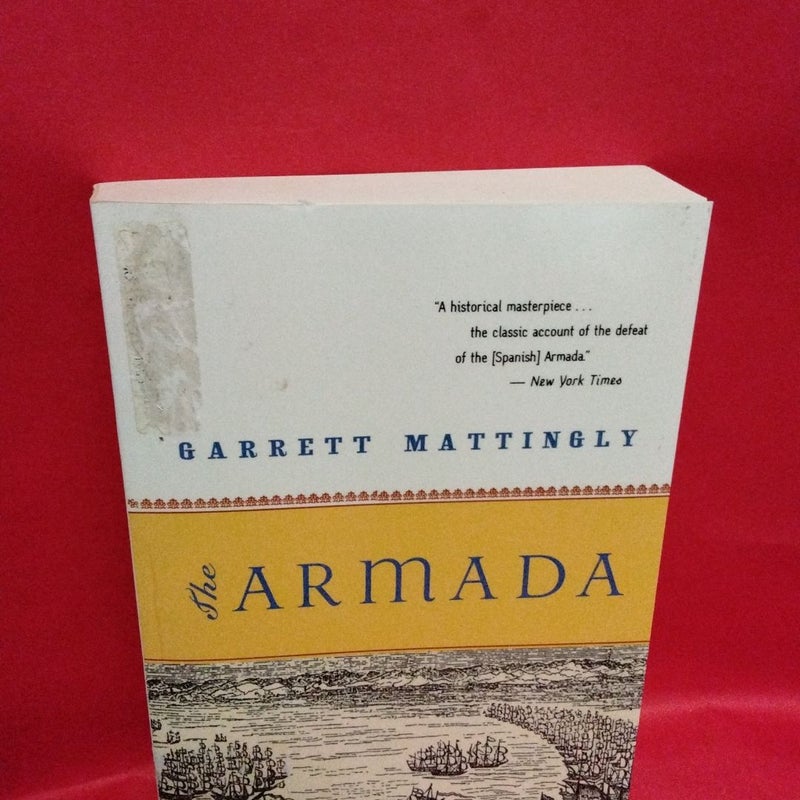 "A historical masterpiece . . .
the classic account of the defeat
of the [Spanish] Armada."
— New York Times
GARRETT MATTINGLY
The ARMADA